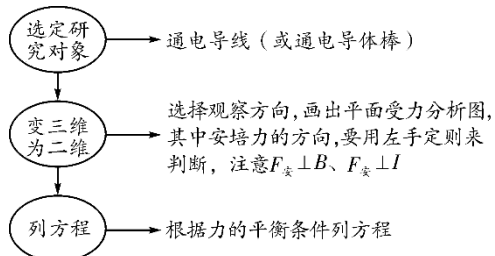 选定研
究对象
通电导线（或通电导体棒）
变三维
为二维
选择观察方向，画出平面受力分析图，
其中安培力的方向，要用左手定则来
判断，注意F安⊥B、F安⊥I
列方程
根据力的平衡条件列方程